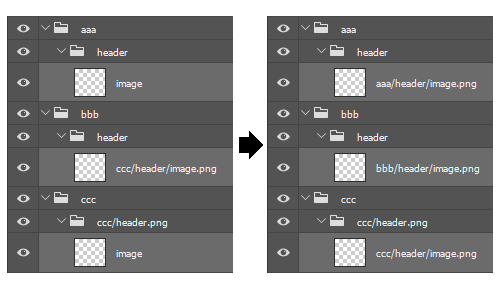 aaa
header
image
bbb
header
ccc/header/image.png
ccc
ccc/header.png
image
aaa
header
aaa/header/image.png
bbb
header
bbb/header/image.png
ccc
ccc/header.png
ccc/header/image.png